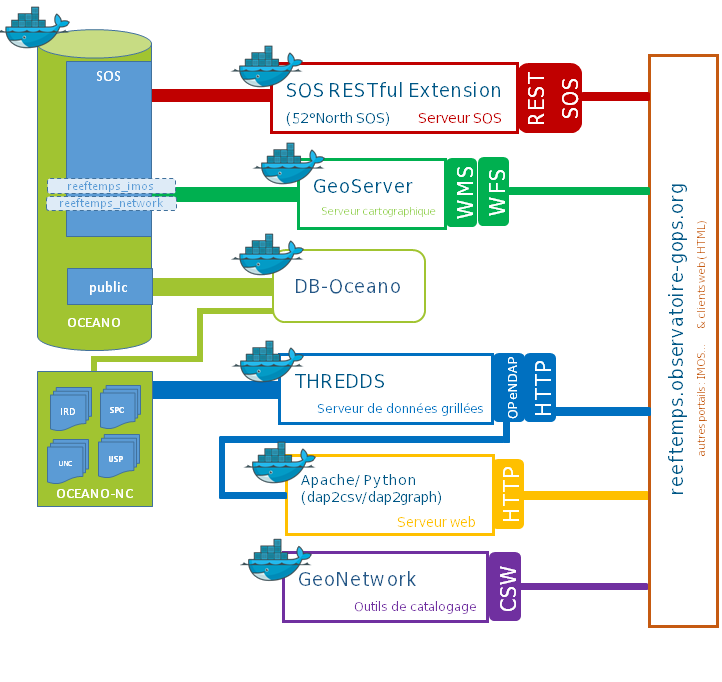 SOS
reeftemps_imos
reeftemps_network
public
OCEANO
IRD
SPC
UNC
USP
OCEANO-NC
SOS RESTful Extension
(52°North SOS) Serveur SOS
REST
SOS
GeoServer
Serveur cartographique
WMS
WFS
DB-Oceano
THREDDS
Serveur de données grillées
OPeNDAP
HTTP
Apache/ Python
(dap2csv/dap2graph)
Serveur web
HTTP
GeoNetwork
Outils de catalogage
CSW
reeftemps.observatoire-gops.org
autres portails : IMOS... & clients web ( HTML)